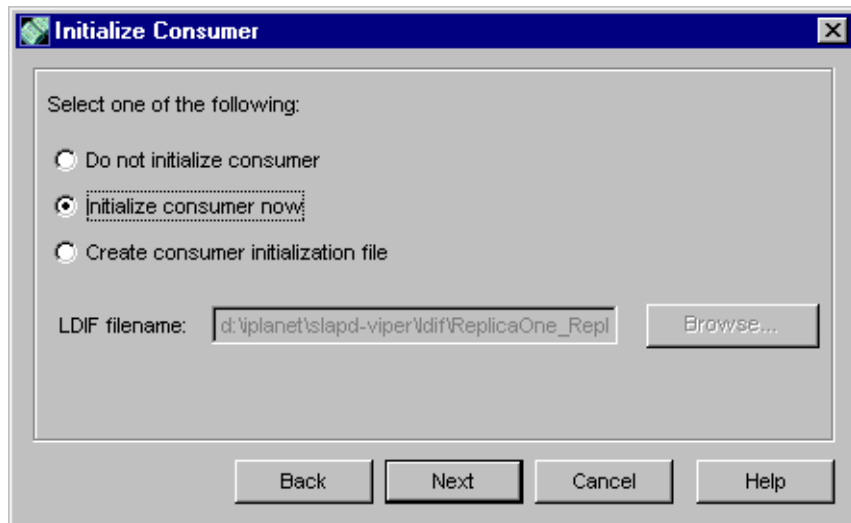 Initialize Consumer
Select one of the following:
Do not initialize consumer
Initialize consumer now
Create consumer initialization file
LDIF filename: d:\iplanet\slapd-viper\ldif\ReplicaOne_Repl Browse...
Back Next Cancel Help